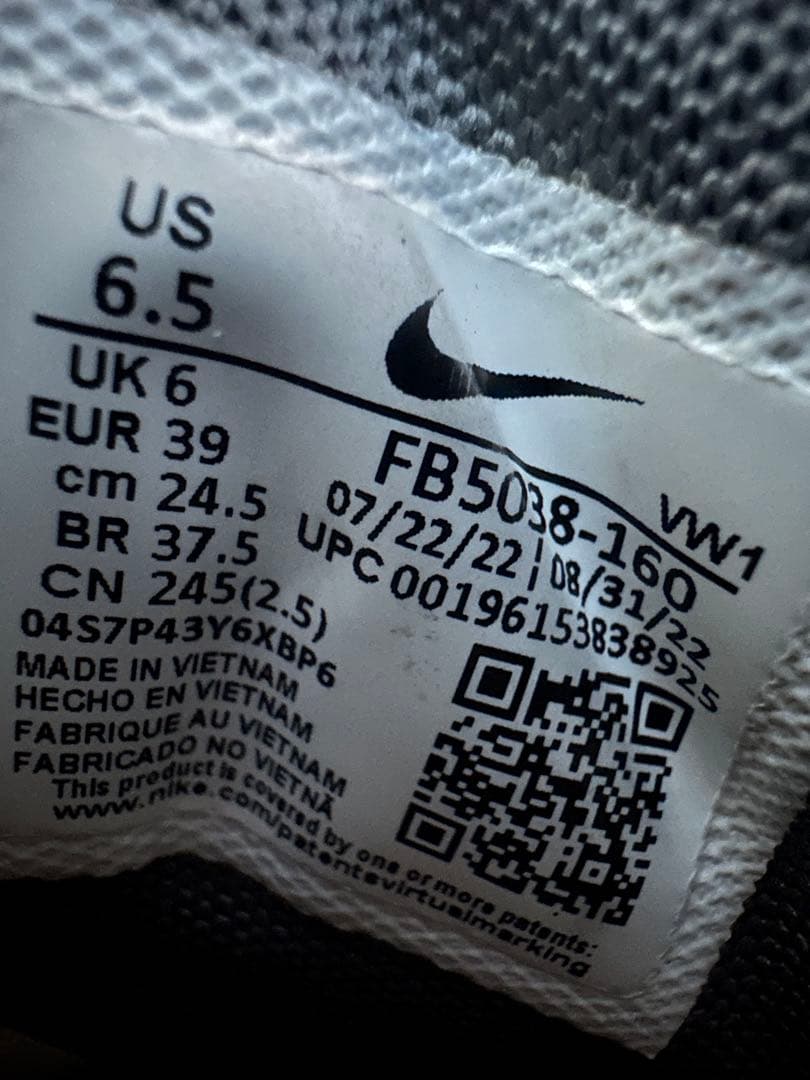 US
6.5
UK 6
EUR 39
cm 24.5
BR 37.5
CN 245(2.5)
04S7P43Y6XBP6
MADE IN VIETNAM
HECHO EN VIETNAM
FABRIQUE AU VIETNAM
FABRICADO NO VIETNÃ
This product is covered by one or more patents:
www.nike.com/patentsvirtualmarking
VW1
FB5038-160
07/22/22 | 08/31/22
UPC 00196153838925